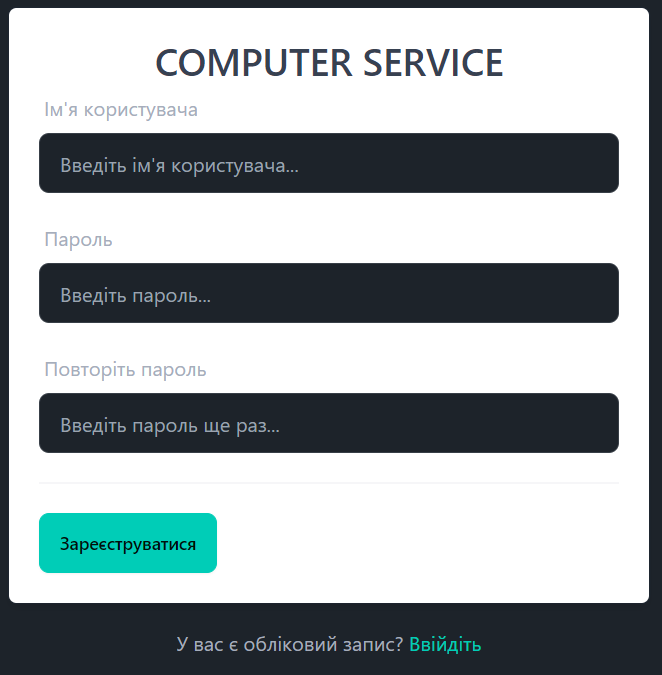 COMPUTER SERVICE
Ім'я користувача
Введіть ім'я користувача...
Пароль
Введіть пароль...
Повторіть пароль
Введіть пароль ще раз...
Зареєструватися
У вас є обліковий запис? Ввійдіть